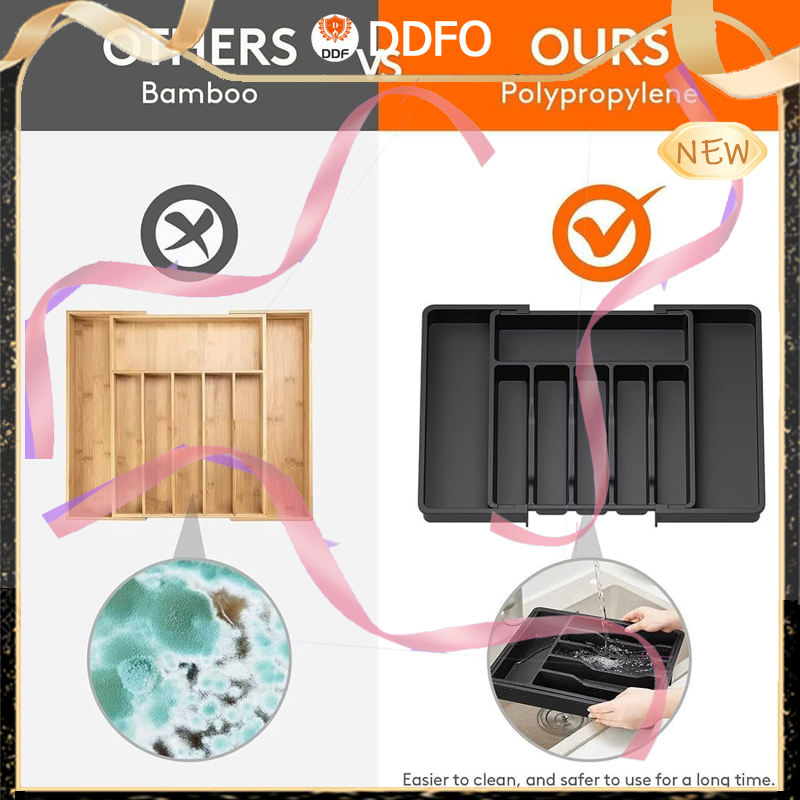 OTHERS
DDF
DDFO
VS
OURS
Bamboo
Polypropylene
NEW
Easier to clean, and safer to use for a long time.